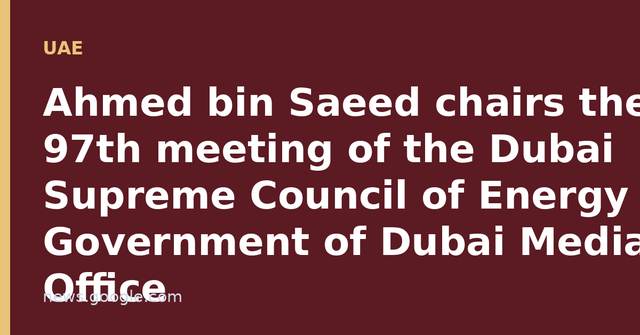 UAE
Ahmed bin Saeed chairs the
97th meeting of the Dubai
Supreme Council of Energy
Government of Dubai Media
Office
news.google.com